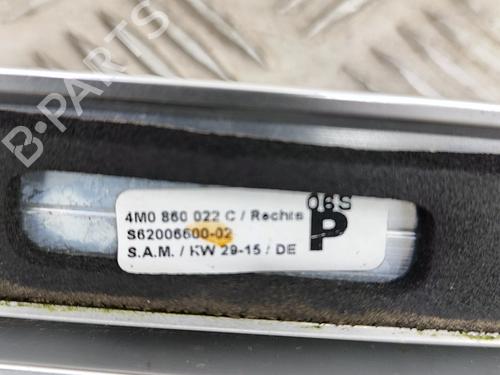 B-PARTS
4M0 860 022 C / Rechts
S62006600-02
S.A.M. / KW 29-15 / DE
06S
P